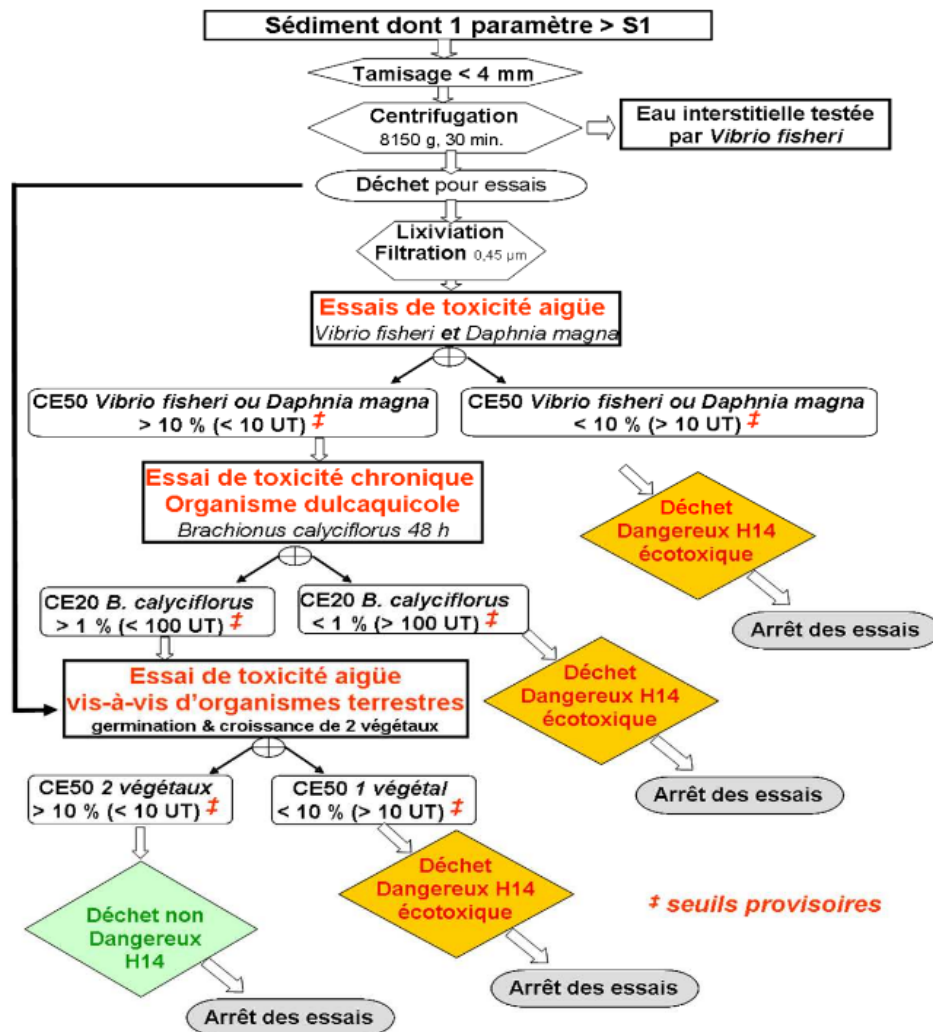 Sédiment dont 1 paramètre > S1
Tamisage < 4 mm
Centrifugation
8150 g, 30 min.
Eau interstitielle testée
par Vibrio fisheri
Déchet pour essais
Lixiviation
Filtration 0,45 µm
Essais de toxicité aigüe
Vibrio fisheri et Daphnia magna
CE50 Vibrio fisheri ou Daphnia magna
> 10 % (< 10 UT) ‡
CE50 Vibrio fisheri ou Daphnia magna
< 10 % (> 10 UT) ‡
Essai de toxicité chronique
Organisme dulcaquicole
Brachionus calyciflorus 48 h
Déchet
Dangereux H14
écotoxique
Arrêt des essais
CE20 B. calyciflorus
> 1 % (< 100 UT) ‡
CE20 B. calyciflorus
< 1 % (> 100 UT) ‡
Déchet
Dangereux H14
écotoxique
Arrêt des essais
Essai de toxicité aigüe
vis-à-vis d'organismes terrestres
germination & croissance de 2 végétaux
CE50 2 végétaux
> 10 % (< 10 UT) ‡
CE50 1 végétal
< 10 % (> 10 UT) ‡
Déchet non
Dangereux
H14
Arrêt des essais
Déchet
Dangereux H14
écotoxique
Arrêt des essais
‡ seuils provisoires